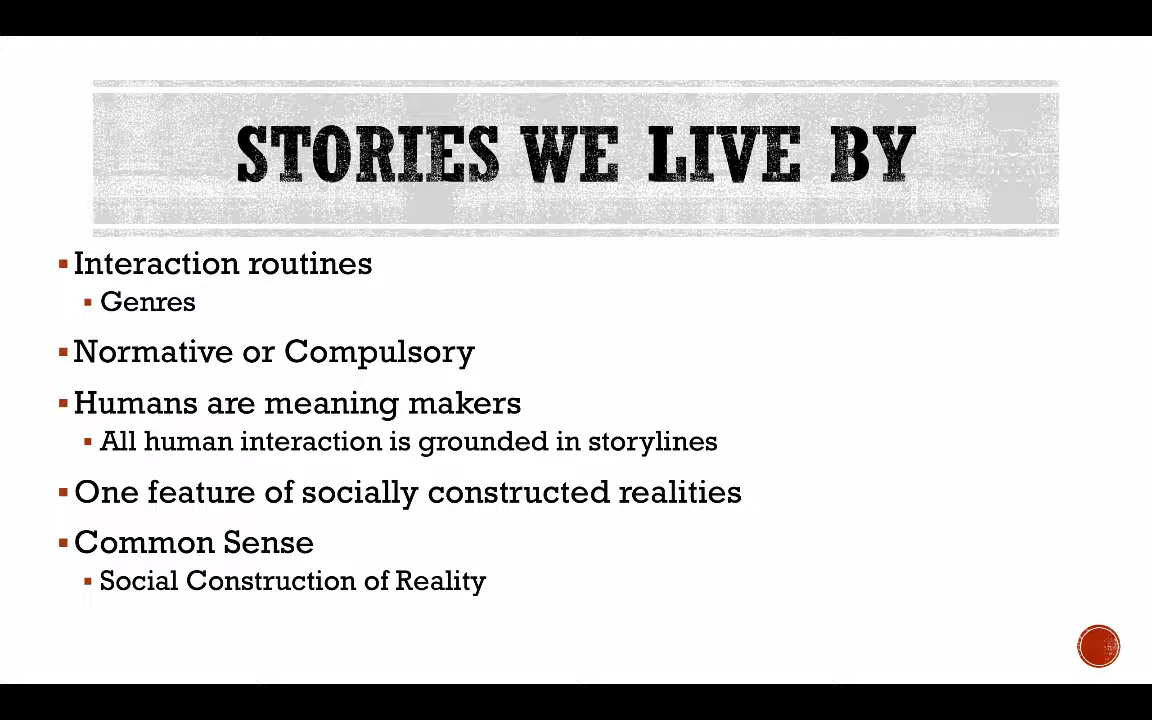 STORIES WE LIVE BY
▪Interaction routines
▪ Genres
▪Normative or Compulsory
▪Humans are meaning makers
▪ All human interaction is grounded in storylines
▪One feature of socially constructed realities
▪Common Sense
▪ Social Construction of Reality